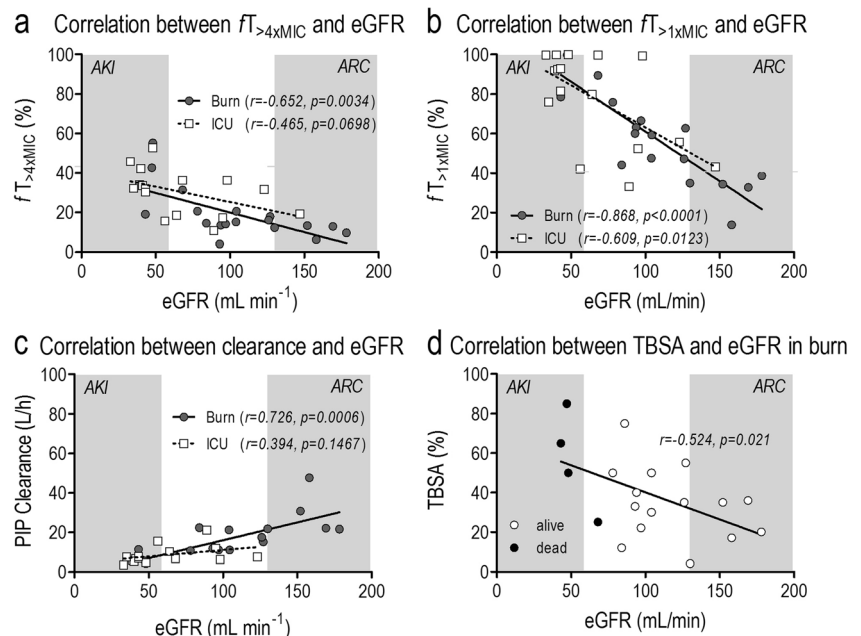 a Correlation between fT>4xMIC and eGFR
AKI
ARC
Burn (r=-0.652, p=0.0034)
ICU (r=-0.465, p=0.0698)
fT>4xMIC (%)
100
80
60
40
20
0
0 50 100 150 200
eGFR (mL min-1)
b Correlation between fT>1xMIC and eGFR
AKI
ARC
Burn (r=-0.868, p<0.0001)
ICU (r=-0.609, p=0.0123)
fT>1xMIC (%)
100
80
60
40
20
0
0 50 100 150 200
eGFR (mL/min)
c Correlation between clearance and eGFR
AKI
ARC
Burn (r=0.726, p=0.0006)
ICU (r=0.394, p=0.1467)
PIP Clearance (L/h)
100
80
60
40
20
0
0 50 100 150 200
eGFR (mL min-1)
d Correlation between TBSA and eGFR in burn
AKI
ARC
r=-0.524, p=0.021
alive
dead
TBSA (%)
100
80
60
40
20
0
0 50 100 150 200
eGFR (mL/min)